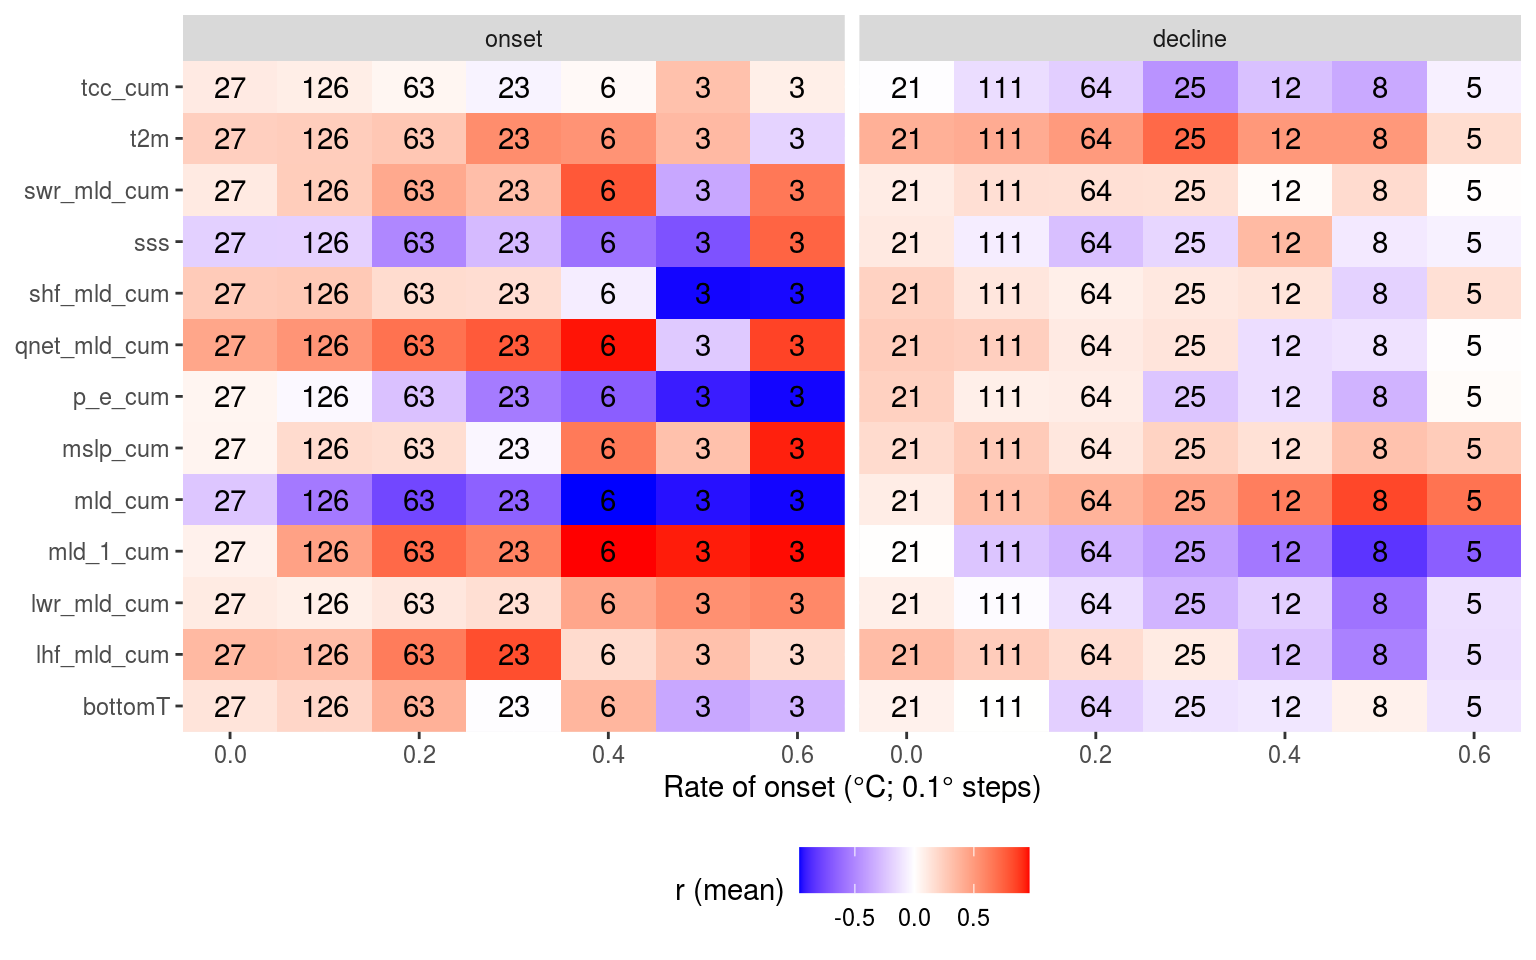 onset decline
tcc_cum 27 126 63 23 6 3 3 21 111 64 25 12 8 5
t2m 27 126 63 23 6 3 3 21 111 64 25 12 8 5
swr_mld_cum 27 126 63 23 6 3 3 21 111 64 25 12 8 5
sss 27 126 63 23 6 3 3 21 111 64 25 12 8 5
shf_mld_cum 27 126 63 23 6 3 3 21 111 64 25 12 8 5
qnet_mld_cum 27 126 63 23 6 3 3 21 111 64 25 12 8 5
p_e_cum 27 126 63 23 6 3 3 21 111 64 25 12 8 5
mslp_cum 27 126 63 23 6 3 3 21 111 64 25 12 8 5
mld_cum 27 126 63 23 6 3 3 21 111 64 25 12 8 5
mld_1_cum 27 126 63 23 6 3 3 21 111 64 25 12 8 5
lwr_mld_cum 27 126 63 23 6 3 3 21 111 64 25 12 8 5
lhf_mld_cum 27 126 63 23 6 3 3 21 111 64 25 12 8 5
bottomT 27 126 63 23 6 3 3 21 111 64 25 12 8 5
0.0 0.2 0.4 0.6 0.0 0.2 0.4 0.6
Rate of onset (°C; 0.1° steps)
r (mean)
-0.5 0.0 0.5